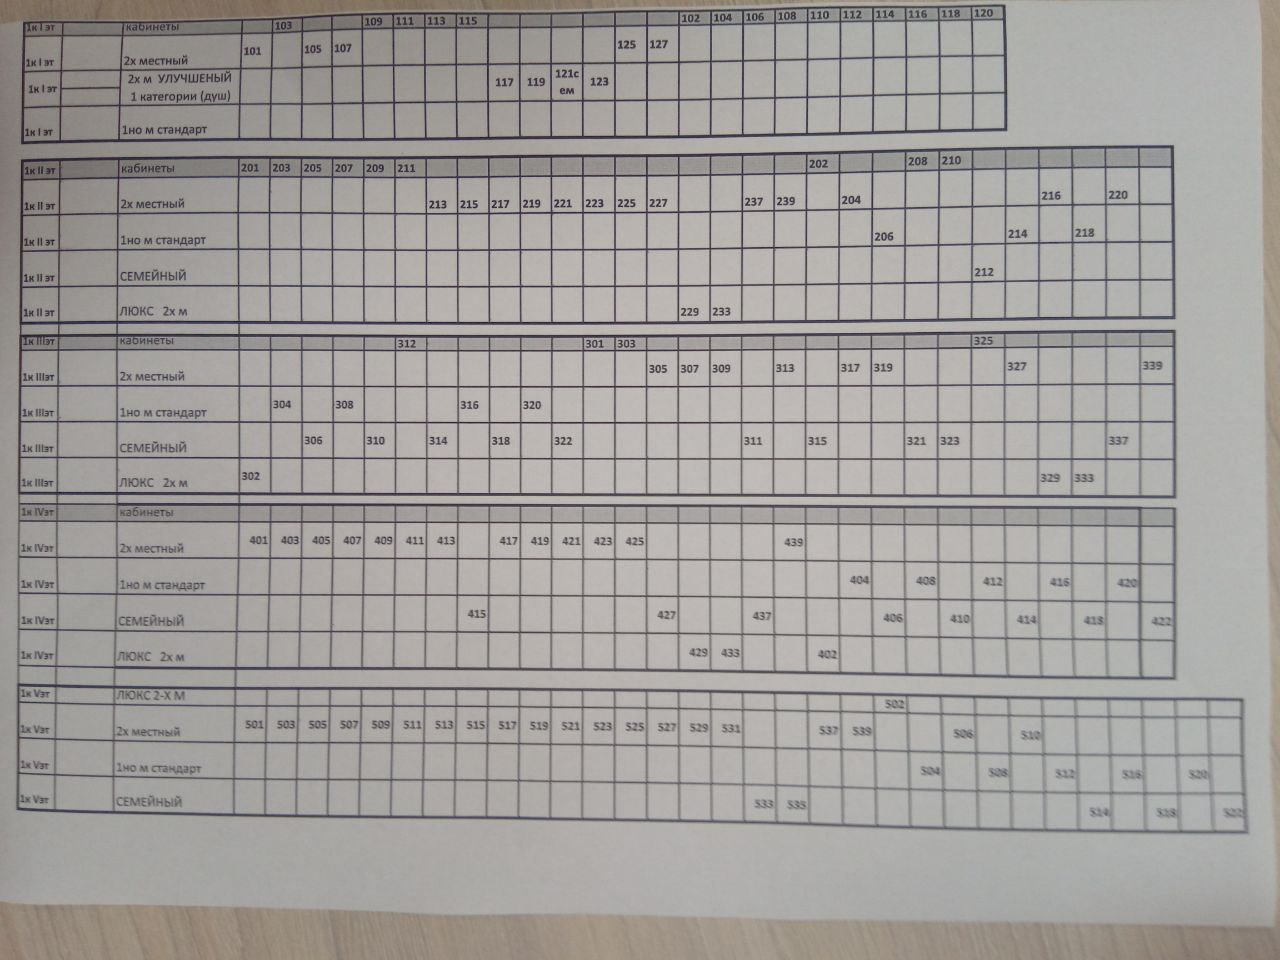 1к I эт кабинеты 103 109 111 113 115 102 104 106 108 110 112 114 116 118 120
1к I эт 2х местный 101 105 107 125 127
1к I эт 2х м УЛУЧШЕНЫЙ 1 категории (душ) 117 119 121с ем 123
1к I эт 1но м стандарт
1к II эт кабинеты 201 203 205 207 209 211 202 208 210
1к II эт 2х местный 213 215 217 219 221 223 225 227 237 239 204 216 220
1к II эт 1но м стандарт 206 214 218
1к II эт СЕМЕЙНЫЙ 212
1к II эт ЛЮКС 2х м 229 233
1к IIIэт кабинеты 312 301 303 325
1к IIIэт 2х местный 305 307 309 313 317 319 327 339
1к IIIэт 1но м стандарт 304 308 316 320
1к IIIэт СЕМЕЙНЫЙ 306 310 314 318 322 311 315 321 323 337
1к IIIэт ЛЮКС 2х м 302 329 333
1к IVэт кабинеты
1к IVэт 2х местный 401 403 405 407 409 411 413 417 419 421 423 425 439
1к IVэт 1но м стандарт 404 408 412 416 420
1к IVэт СЕМЕЙНЫЙ 415 427 437 406 410 414 418 422
1к IVэт ЛЮКС 2х м 429 433 402
1к Vэт ЛЮКС 2-Х М 502
1к Vэт 2х местный 501 503 505 507 509 511 513 515 517 519 521 523 525 527 529 531 537 539 506 510
1к Vэт 1но м стандарт 504 508 512 516 520
1к Vэт СЕМЕЙНЫЙ 533 535 514 518 522